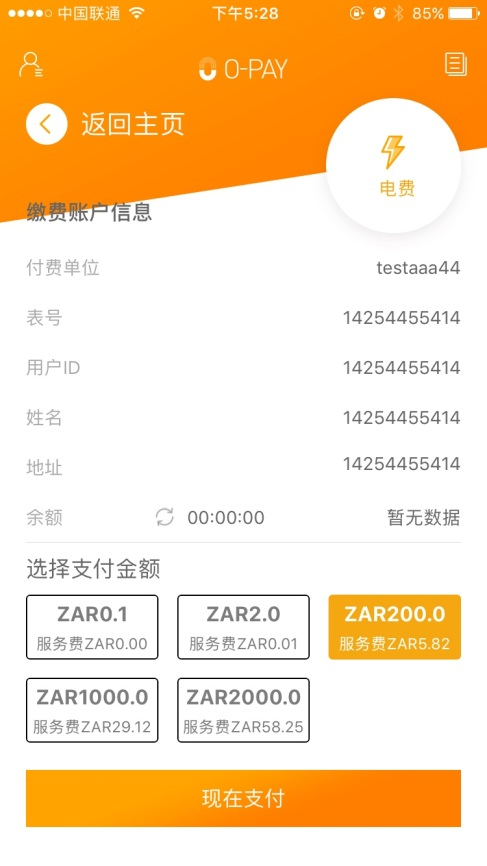 中国联通 下午5:28 85%
O-PAY
返回主页
电费
缴费账户信息
付费单位 testaaa44
表号 14254455414
用户ID 14254455414
姓名 14254455414
地址 14254455414
余额 00:00:00 暂无数据
选择支付金额
ZAR0.1 ZAR2.0 ZAR200.0
服务费ZAR0.00 服务费ZAR0.01 服务费ZAR5.82
ZAR1000.0 ZAR2000.0
服务费ZAR29.12 服务费ZAR58.25
现在支付